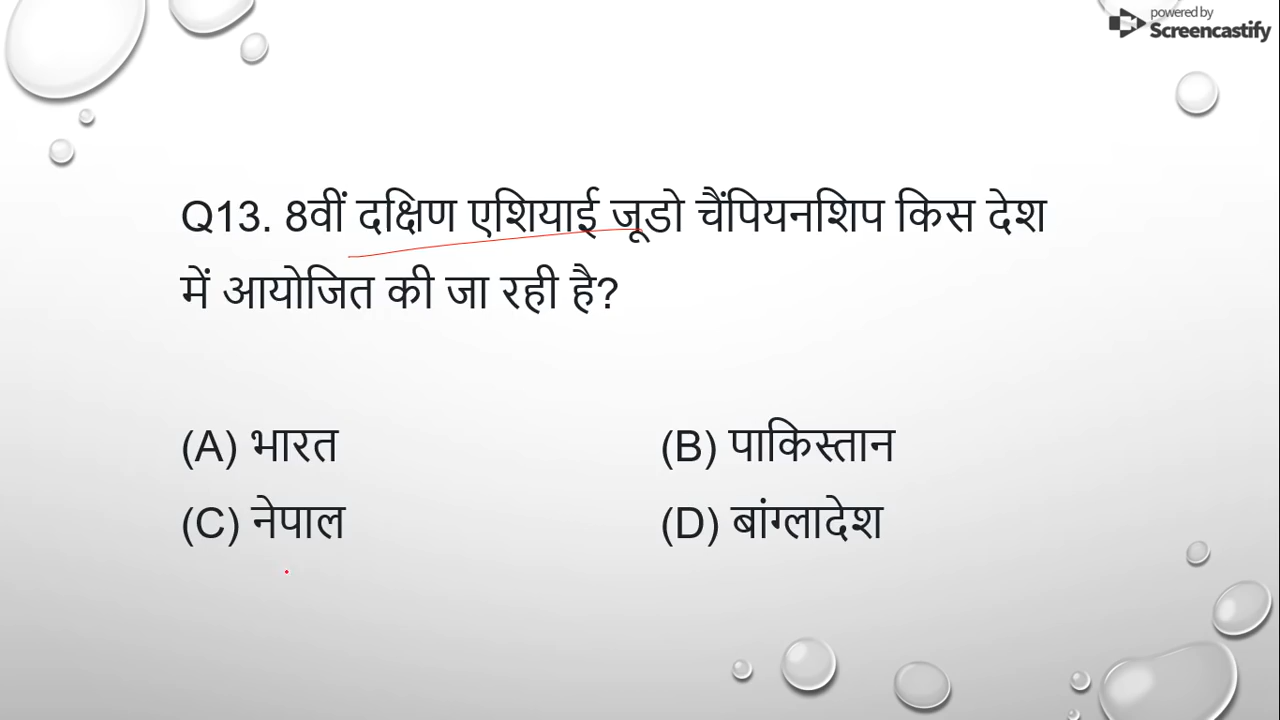 powered by
Screencastify
Q13. 8वीं दक्षिण एशियाई जूडो चैंपियनशिप किस देश
में आयोजित की जा रही है?
(A) भारत (B) पाकिस्तान
(C) नेपाल (D) बांग्लादेश